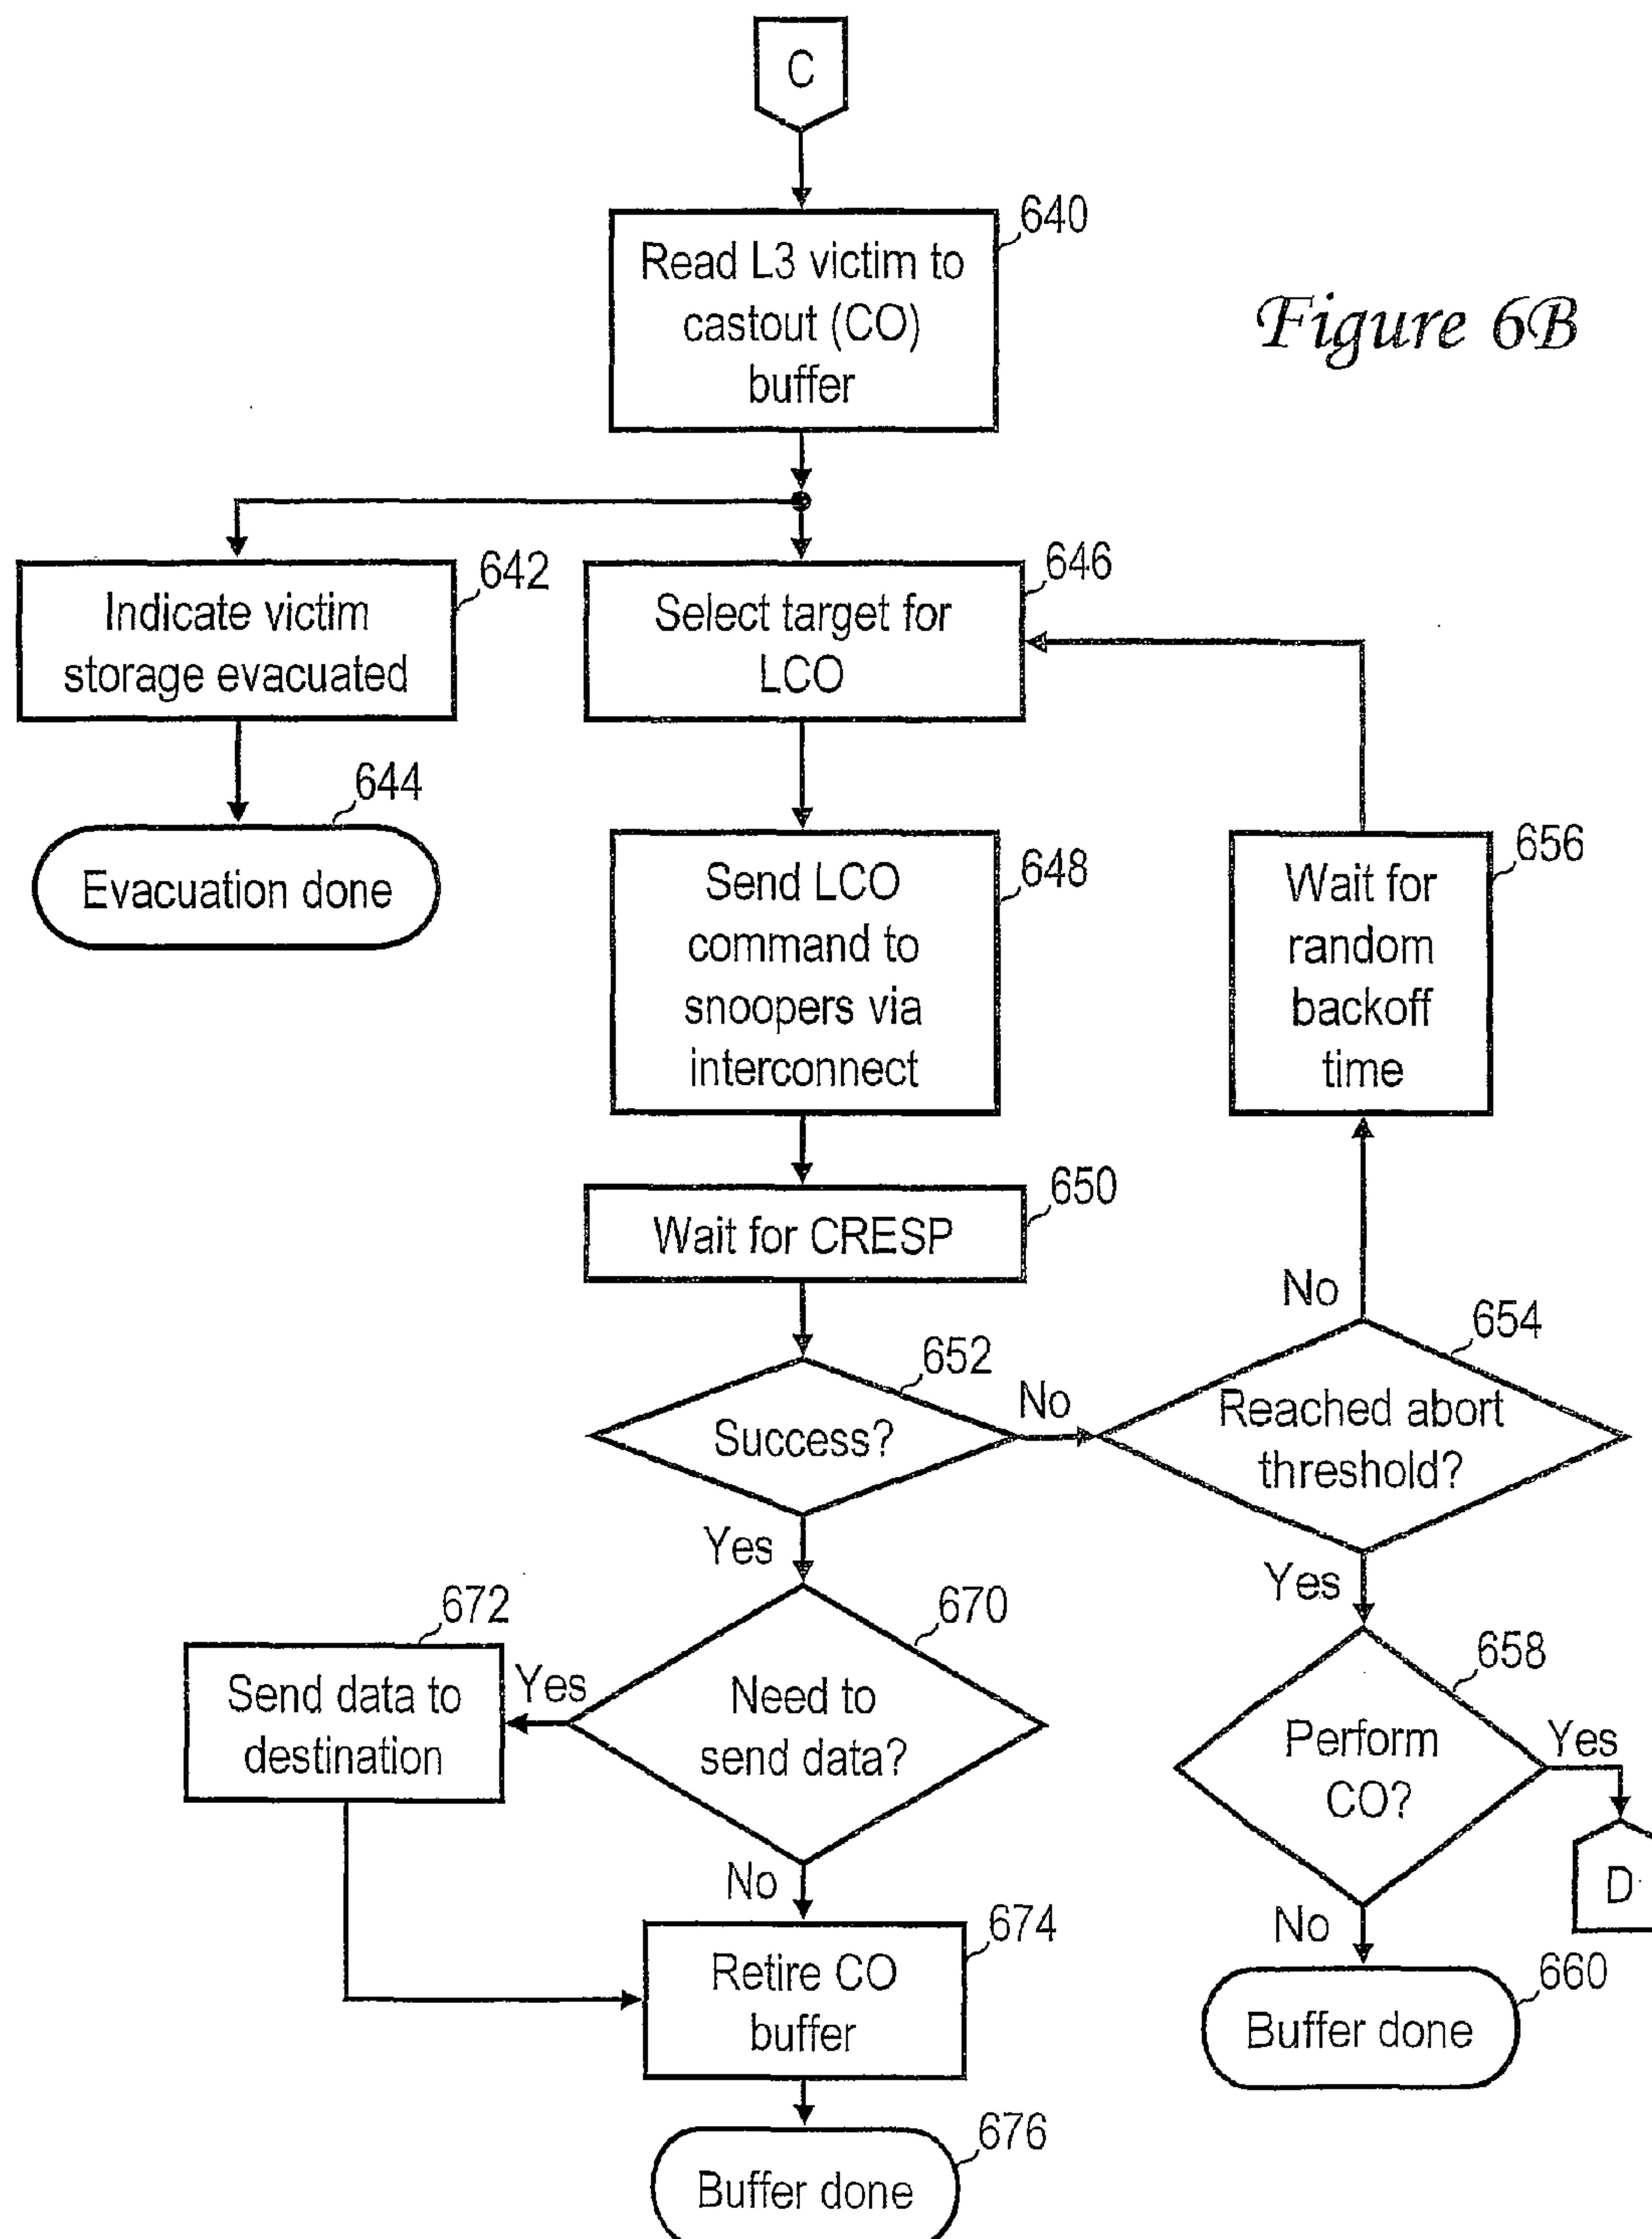 C
640
Read L3 victim to
castout (CO)
buffer
Figure 6B
642
Indicate victim
storage evacuated
646
Select target for
LCO
644
Evacuation done
648
Send LCO
command to
snoopers via
interconnect
656
Wait for
random
backoff
time
650
Wait for CRESP
No
654
Reached abort
threshold?
652
Success?
No
Yes
Yes
672
Send data to
destination
Yes
670
Need to
send data?
658
Perform
CO?
Yes
D
No
No
674
Retire CO
buffer
660
Buffer done
676
Buffer done